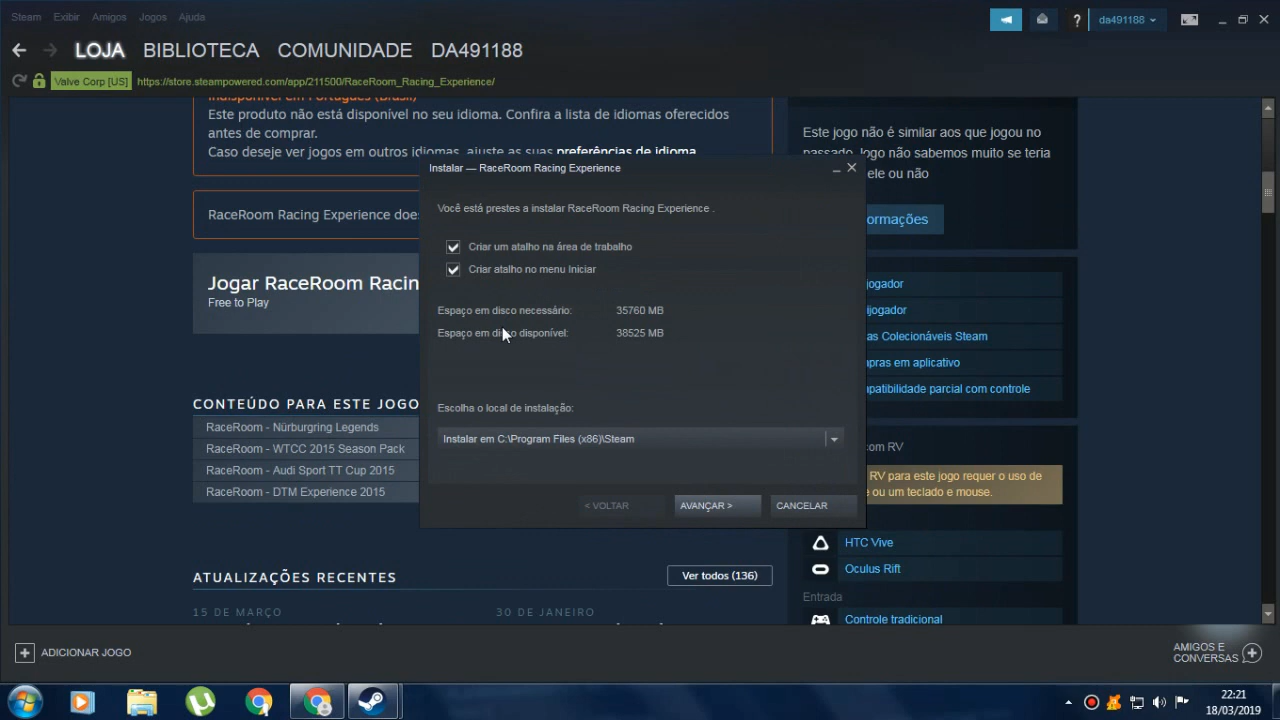 Steam Exibir Amigos Jogos Ajuda
da491188
LOJA BIBLIOTECA COMUNIDADE DA491188
Valve Corp [US] https://store.steampowered.com/app/211500/RaceRoom_Racing_Experience/
Indisponível em Português (Brasil)
Este produto não está disponível no seu idioma. Confira a lista de idiomas oferecidos
antes de comprar.
Caso deseje ver jogos em outros idiomas, ajuste as suas preferências de idioma
RaceRoom Racing Experience does
Jogar RaceRoom Racin
Free to Play
CONTEÚDO PARA ESTE JOGO
RaceRoom - Nürburgring Legends
RaceRoom - WTCC 2015 Season Pack
RaceRoom - Audi Sport TT Cup 2015
RaceRoom - DTM Experience 2015
ATUALIZAÇÕES RECENTES
Ver todos (136)
15 DE MARÇO 30 DE JANEIRO
Instalar — RaceRoom Racing Experience
Você está prestes a instalar RaceRoom Racing Experience .
Criar um atalho na área de trabalho
Criar atalho no menu Iniciar
Espaço em disco necessário: 35760 MB
Espaço em disco disponível: 38525 MB
Escolha o local de instalação:
Instalar em C:\Program Files (x86)\Steam
< VOLTAR AVANÇAR > CANCELAR
Este jogo não é similar aos que jogou no
passado, logo não sabemos muito se teria
ele ou não
formações
jogador
ijogador
as Colecionáveis Steam
mpras em aplicativo
npatibilidade parcial com controle
com RV
RV para este jogo requer o uso de
e ou um teclado e mouse.
HTC Vive
Oculus Rift
Entrada
Controle tradicional
ADICIONAR JOGO
AMIGOS E
CONVERSAS
22:21
18/03/2019